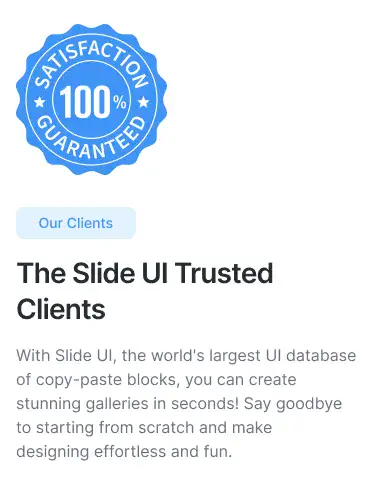 SATISFACTION
100%
GUARANTEED
Our Clients
The Slide UI Trusted
Clients
With Slide UI, the world's largest UI database
of copy-paste blocks, you can create
stunning galleries in seconds! Say goodbye
to starting from scratch and make
designing effortless and fun.